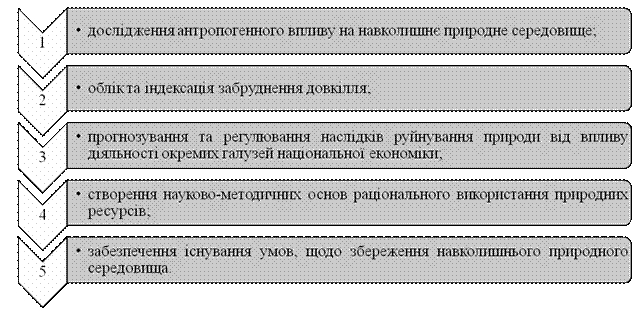 1
• дослідження антропогенного впливу на навколишнє природне середовище;
2
• облік та індексація забруднення довкілля;
3
• прогнозування та регулювання наслідків руйнування природи від впливу
діяльності окремих галузей національної економіки;
4
• створення науково-методичних основ раціонального використання природних
ресурсів;
5
• забезпечення існування умов, щодо збереження навколишнього природного
середовища.